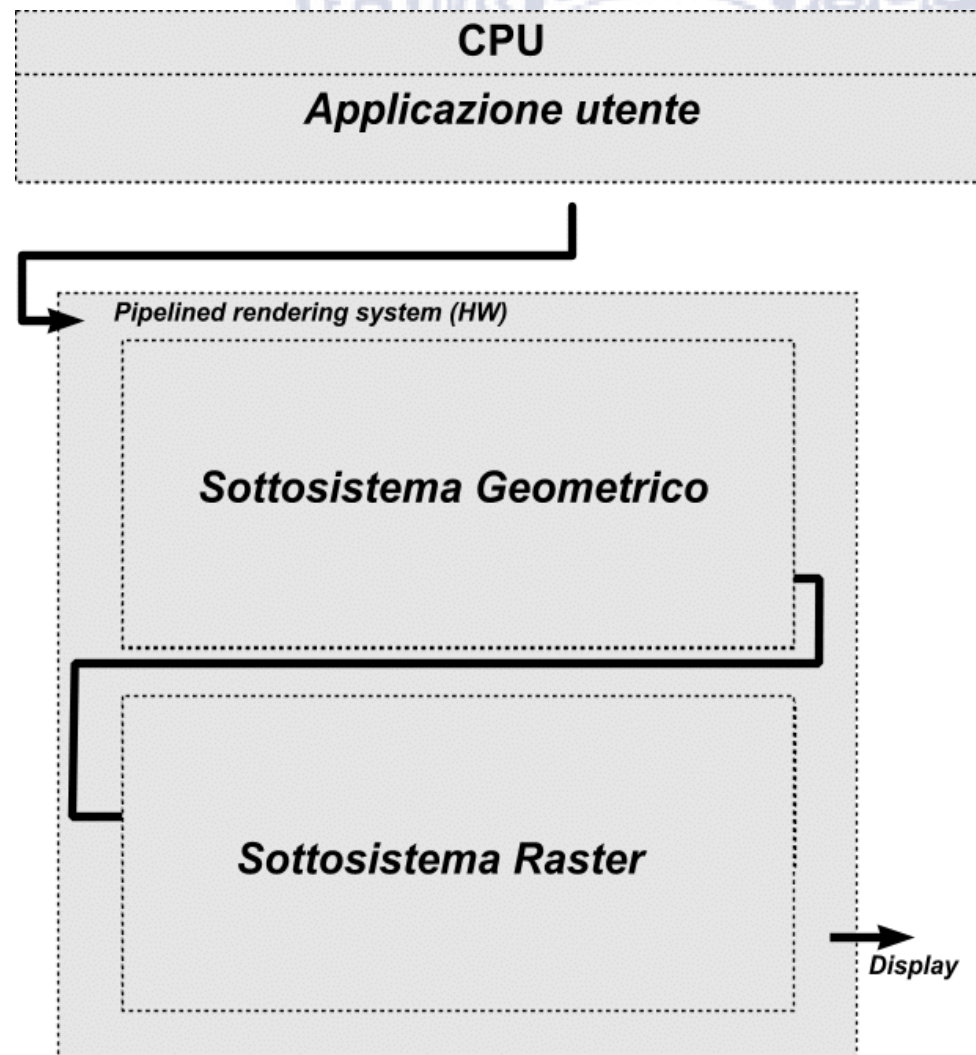 CPU
Applicazione utente
Pipelined rendering system (HW)
Sottosistema Geometrico
Sottosistema Raster
Display